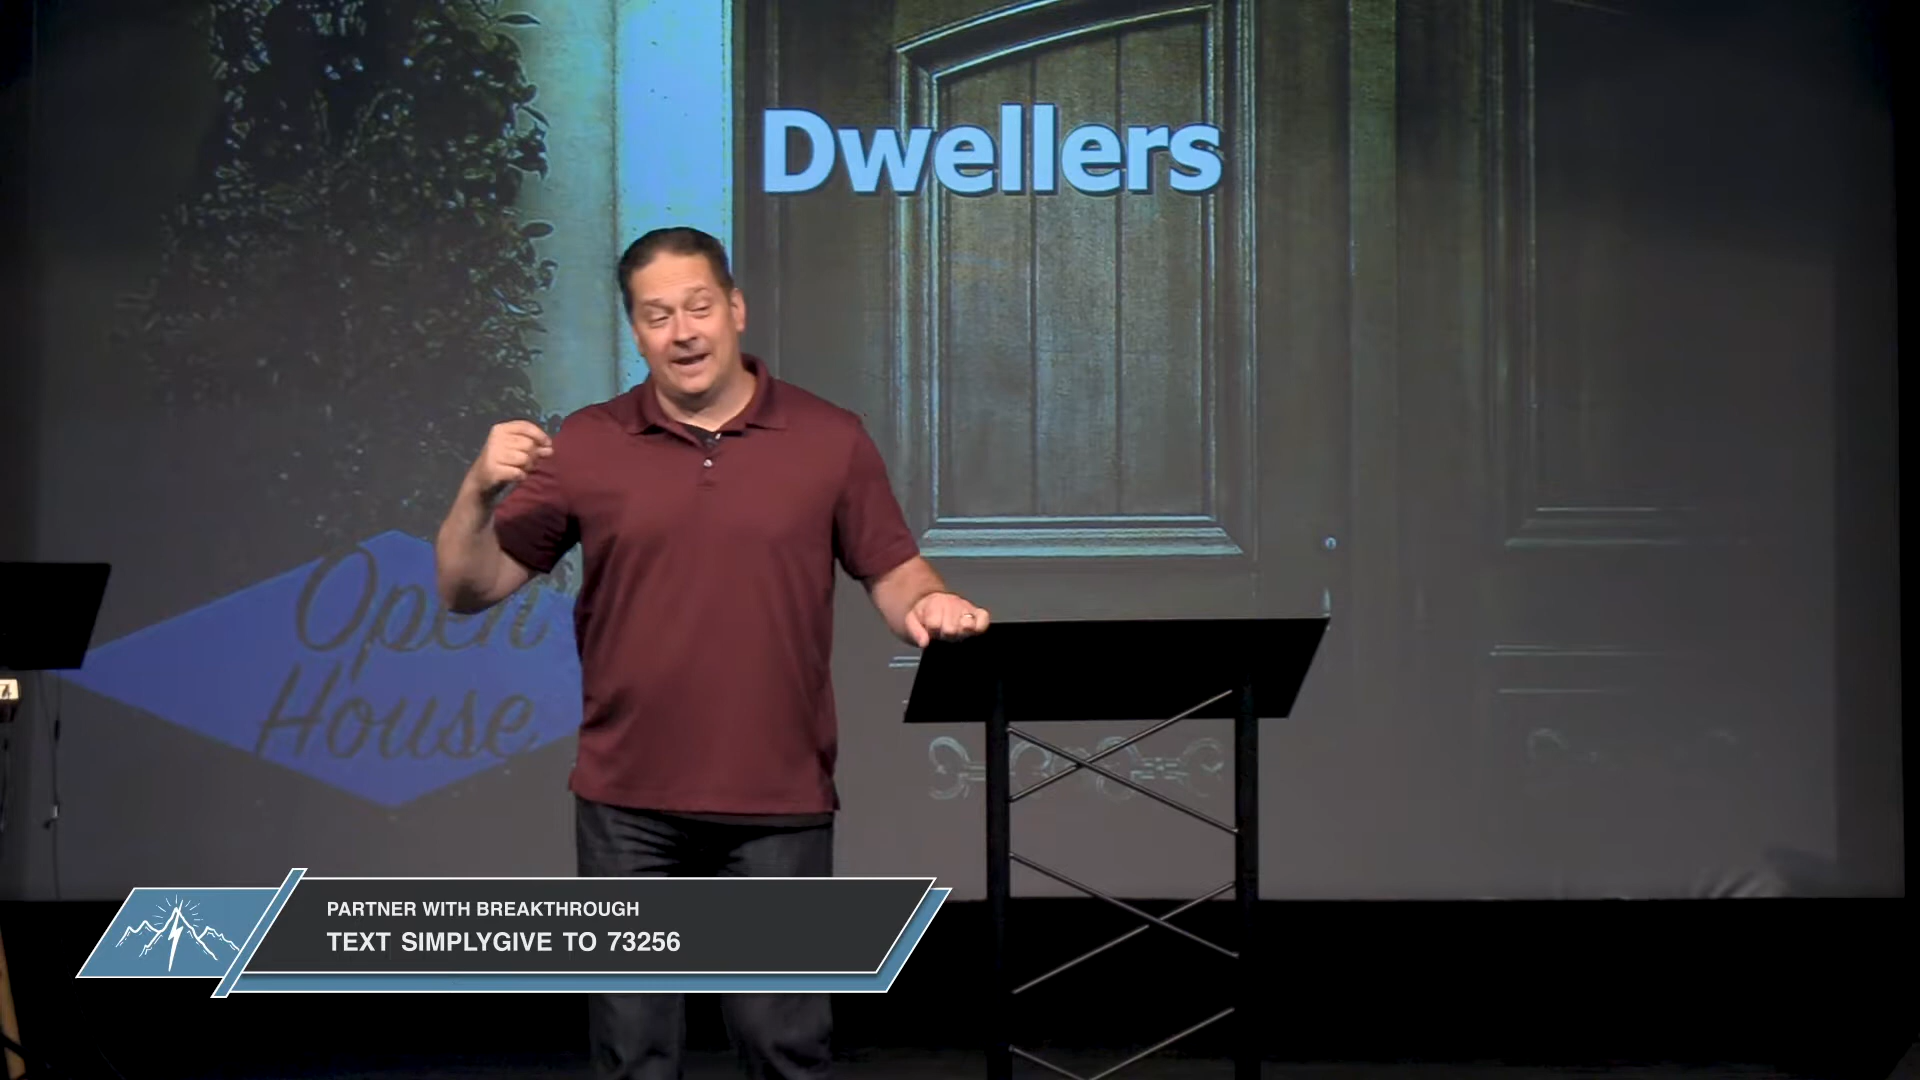 Dwellers
Open
House
PARTNER WITH BREAKTHROUGH
TEXT SIMPLYGIVE TO 73256